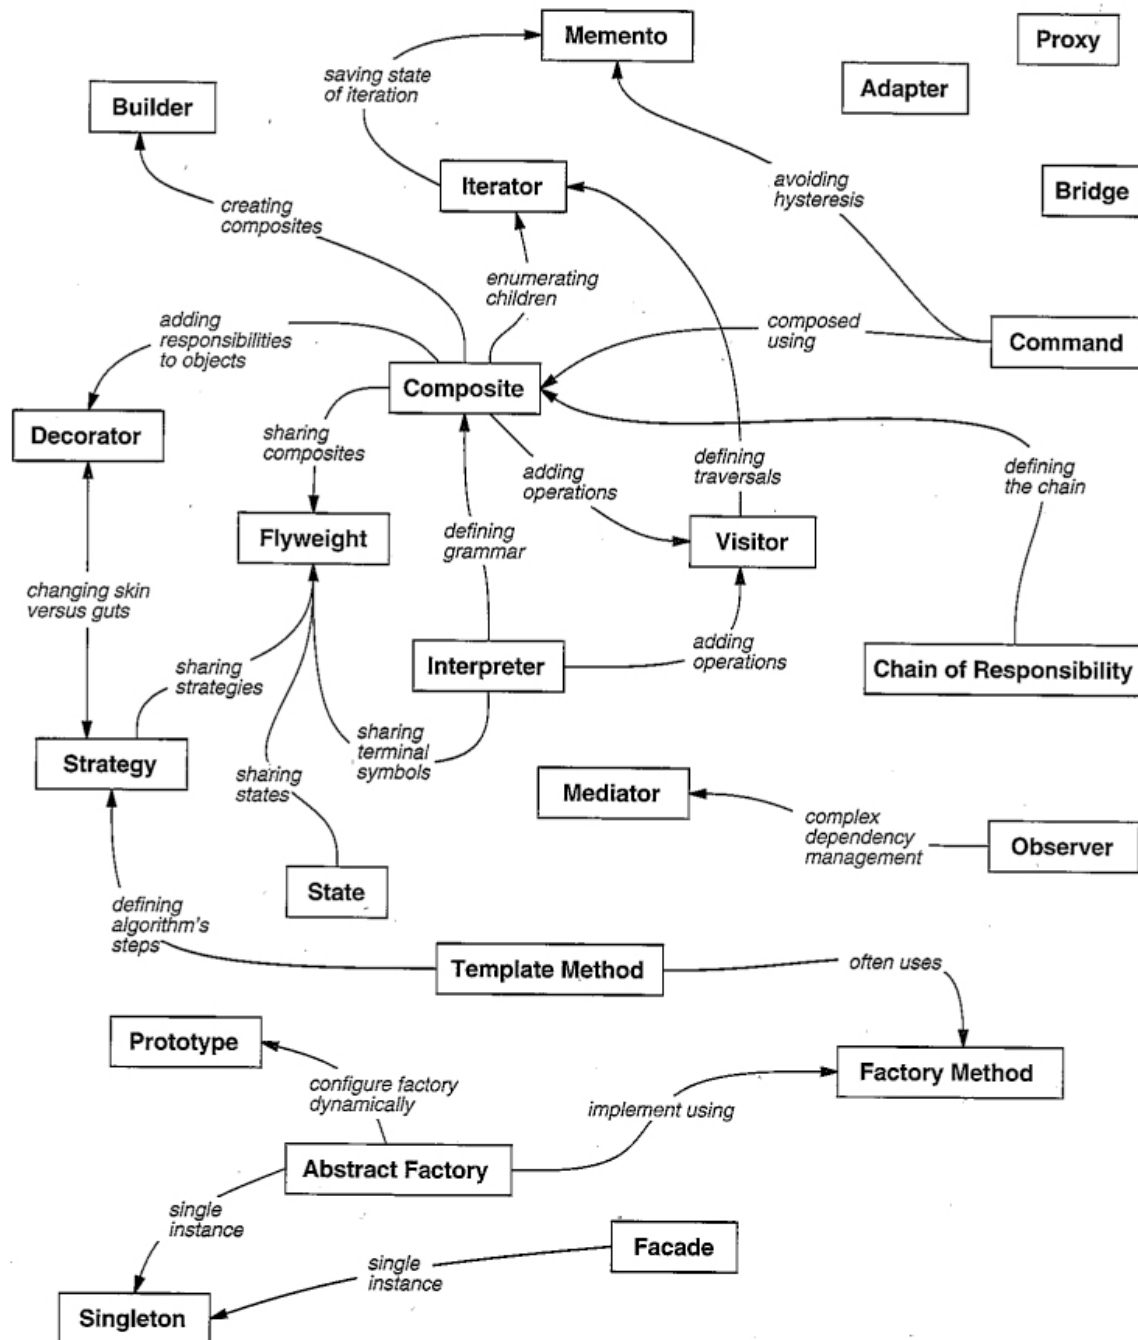 Memento
Proxy
saving state
of iteration
Adapter
Builder
Iterator
avoiding
hysteresis
Bridge
creating
composites
enumerating
children
adding
responsibilities
to objects
composed
using
Command
Composite
Decorator
sharing
composites
adding
operations
defining
traversals
defining
the chain
Flyweight
defining
grammar
Visitor
changing skin
versus guts
sharing
strategies
Interpreter
adding
operations
Chain of Responsibility
Strategy
sharing
states
sharing
terminal
symbols
Mediator
complex
dependency
management
Observer
State
defining
algorithm's
steps
Template Method
often uses
Prototype
Factory Method
configure factory
dynamically
implement using
Abstract Factory
single
instance
Facade
single
instance
Singleton